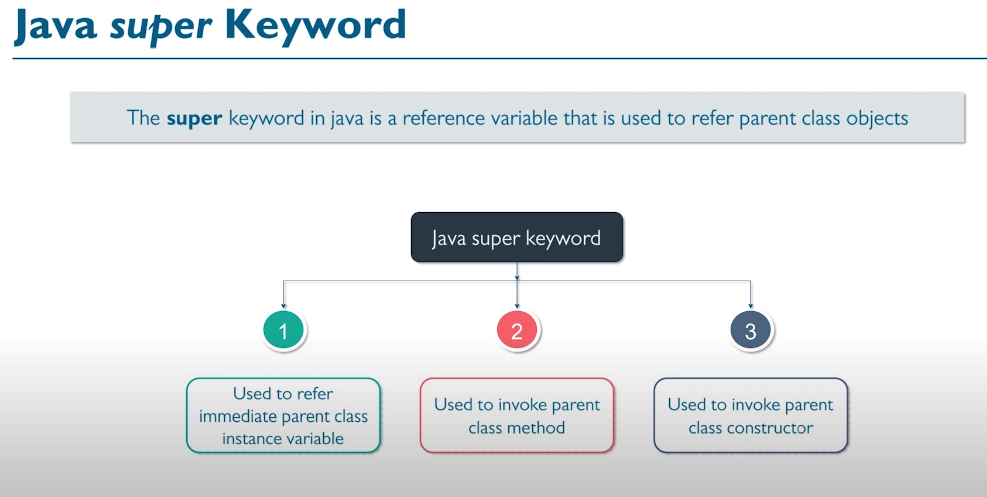 Java super Keyword
The super keyword in java is a reference variable that is used to refer parent class objects
Java super keyword
1
2
3
Used to refer
immediate parent class
instance variable
Used to invoke parent
class method
Used to invoke parent
class constructor